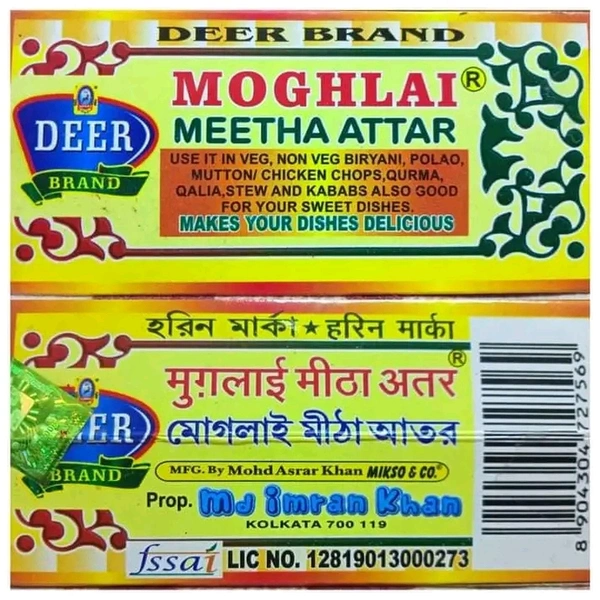 DEER BRAND
MOGHLAI®
MEETHA ATTAR
DEER
BRAND
USE IT IN VEG, NON VEG BIRYANI, POLAO,
MUTTON/ CHICKEN CHOPS,QURMA,
QALIA,STEW AND KABABS ALSO GOOD
FOR YOUR SWEET DISHES.
MAKES YOUR DISHES DELICIOUS
হরিন মার্কা ★ হরিন মার্কা
मुग़लाई मीठा अतर®
মোগলাই মীঠা আতর
EER
BRAND
MFG. By Mohd Asrar Khan MIKSO & CO.®
Prop. Md imran Khan
KOLKATA 700 119
fssai LIC NO. 12819013000273
8 904304 727569